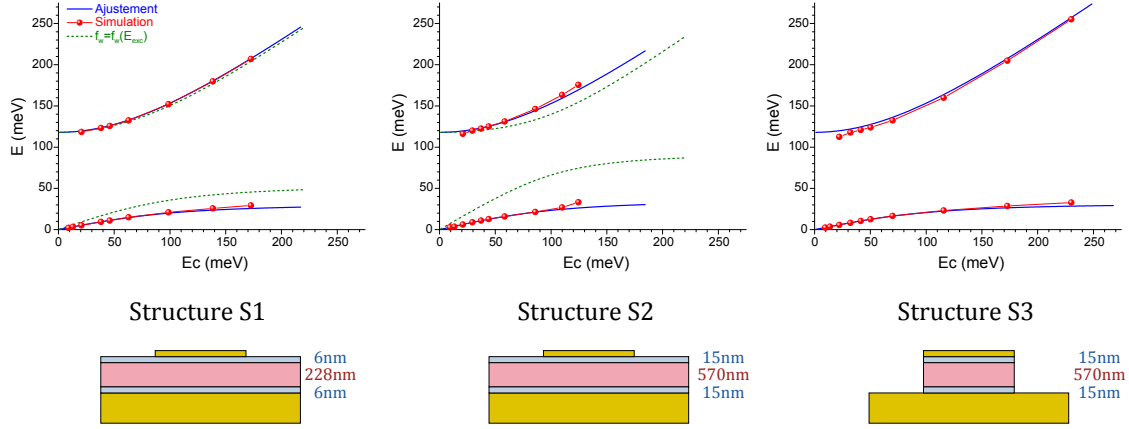 250
200
150
100
50
0
E (meV)
Ajustement
Simulation
f_w=f_w(E_exc)
0 50 100 150 200 250
Ec (meV)
250
200
150
100
50
0
E (meV)
0 50 100 150 200 250
Ec (meV)
250
200
150
100
50
0
E (meV)
0 50 100 150 200 250
Ec (meV)
Structure S1
Structure S2
Structure S3
6nm
228nm
6nm
15nm
570nm
15nm
15nm
570nm
15nm